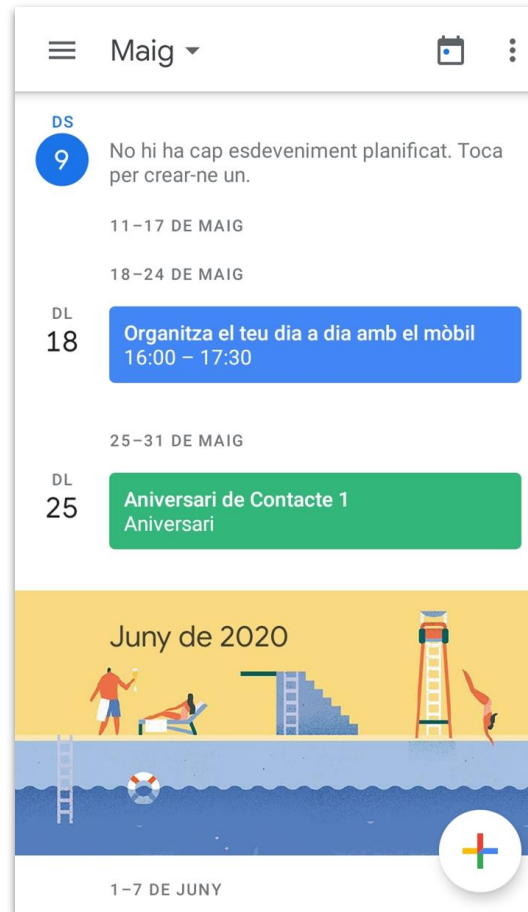 Maig
DS
9
No hi ha cap esdeveniment planificat. Toca
per crear-ne un.
11–17 DE MAIG
18–24 DE MAIG
DL
18
Organitza el teu dia a dia amb el mòbil
16:00 – 17:30
25–31 DE MAIG
DL
25
Aniversari de Contacte 1
Aniversari
Juny de 2020
1–7 DE JUNY